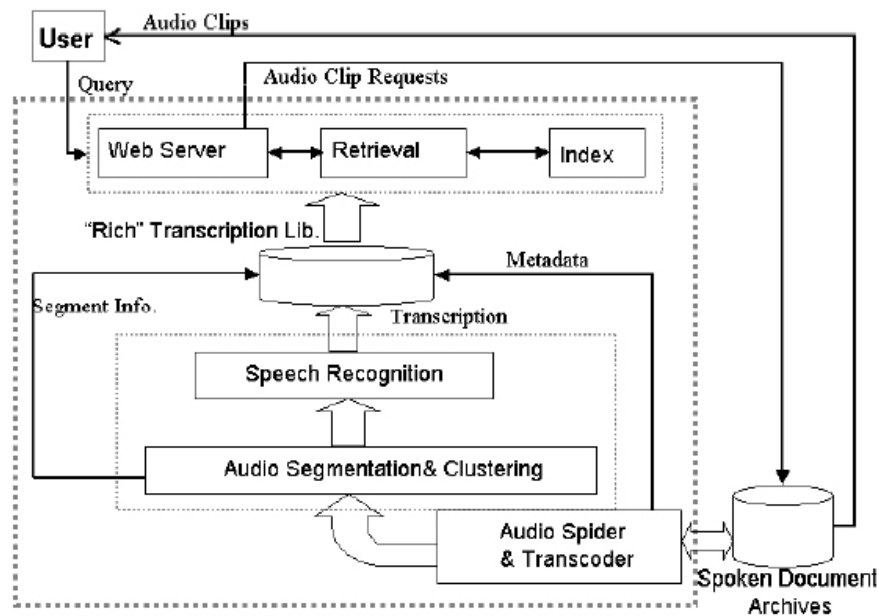 Audio Clips
User
Audio Clip Requests
Query
Web Server
Retrieval
Index
"Rich" Transcription Lib.
Metadata
Segment Info.
Transcription
Speech Recognition
Audio Segmentation& Clustering
Audio Spider
& Transcoder
Spoken Document
Archives